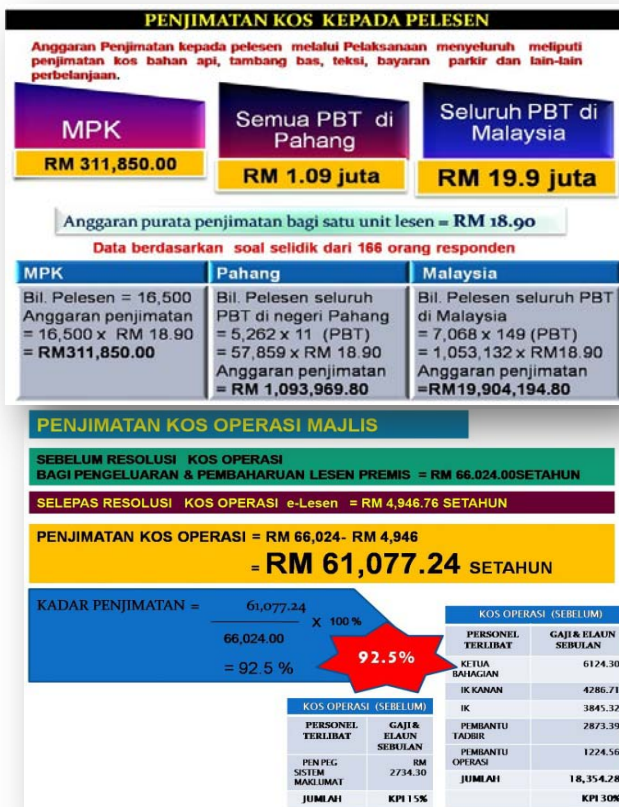 PENJIMATAN KOS KEPADA PELESEN
Anggaran Penjimatan kepada pelesen melalui Pelaksanaan menyeluruh meliputi
penjimatan kos bahan api, tambang bas, teksi, bayaran parkir dan lain-lain
perbelanjaan.
MPK
RM 311,850.00
Semua PBT di
Pahang
RM 1.09 juta
Seluruh PBT di
Malaysia
RM 19.9 juta
Anggaran purata penjimatan bagi satu unit lesen = RM 18.90
Data berdasarkan soal selidik dari 166 orang responden
MPK
Bil. Pelesen = 16,500
Anggaran penjimatan
= 16,500 x RM 18.90
= RM311,850.00
Pahang
Bil. Pelesen seluruh
PBT di negeri Pahang
= 5,262 x 11 (PBT)
= 57,859 x RM 18.90
Anggaran penjimatan
= RM 1,093,969.80
Malaysia
Bil. Pelesen seluruh PBT
di Malaysia
= 7,068 x 149 (PBT)
= 1,053,132 x RM18.90
Anggaran penjimatan
=RM19,904,194.80
PENJIMATAN KOS OPERASI MAJLIS
SEBELUM RESOLUSI KOS OPERASI
BAGI PENGELUARAN & PEMBAHARUAN LESEN PREMIS = RM 66.024.00SETAHUN
SELEPAS RESOLUSI KOS OPERASI e-Lesen = RM 4,946.76 SETAHUN
PENJIMATAN KOS OPERASI = RM 66,024- RM 4,946
= RM 61,077.24 SETAHUN
KADAR PENJIMATAN = 61,077.24
X 100 %
66,024.00
= 92.5 %
92.5%
KOS OPERASI (SEBELUM)
PERSONEL TERLIBAT GAJI & ELAUN SEBULAN
KETUA BAHAGIAN 6124.30
IK KANAN 4286.71
IK 3845.32
PEMBANTU TADBIR 2873.39
PEMBANTU OPERASI 1224.56
JUMLAH 18,354.28
KPI 30%
KOS OPERASI (SEBELUM)
PERSONEL TERLIBAT GAJI & ELAUN SEBULAN
PEN PEG SISTEM MAKLUMAT RM 2734.30
JUMLAH KPI 15%